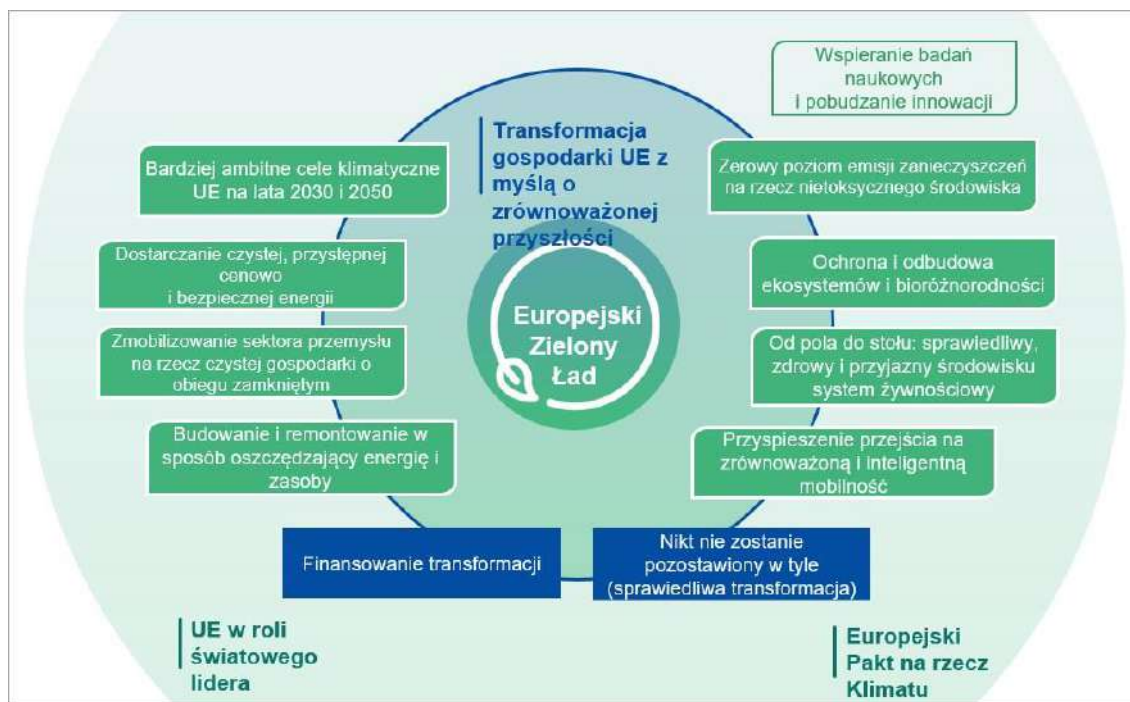 Wspieranie badań
naukowych
i pobudzanie innowacji
Transformacja
gospodarki UE z
myślą o
zrównoważonej
przyszłości
Bardziej ambitne cele klimatyczne
UE na lata 2030 i 2050
Zerowy poziom emisji zanieczyszczeń
na rzecz nietoksycznego środowiska
Dostarczanie czystej, przystępnej
cenowo
i bezpiecznej energii
Ochrona i odbudowa
ekosystemów i bioróżnorodności
Europejski
Zielony
Ład
Zmobilizowanie sektora przemysłu
na rzecz czystej gospodarki o
obiegu zamkniętym
Od pola do stołu: sprawiedliwy,
zdrowy i przyjazny środowisku
system żywnościowy
Budowanie i remontowanie w
sposób oszczędzający energię i
zasoby
Przyspieszenie przejścia na
zrównoważoną i inteligentną
mobilność
Finansowanie transformacji
Nikt nie zostanie
pozostawiony w tyle
(sprawiedliwa transformacja)
UE w roli
światowego
lidera
Europejski
Pakt na rzecz
Klimatu